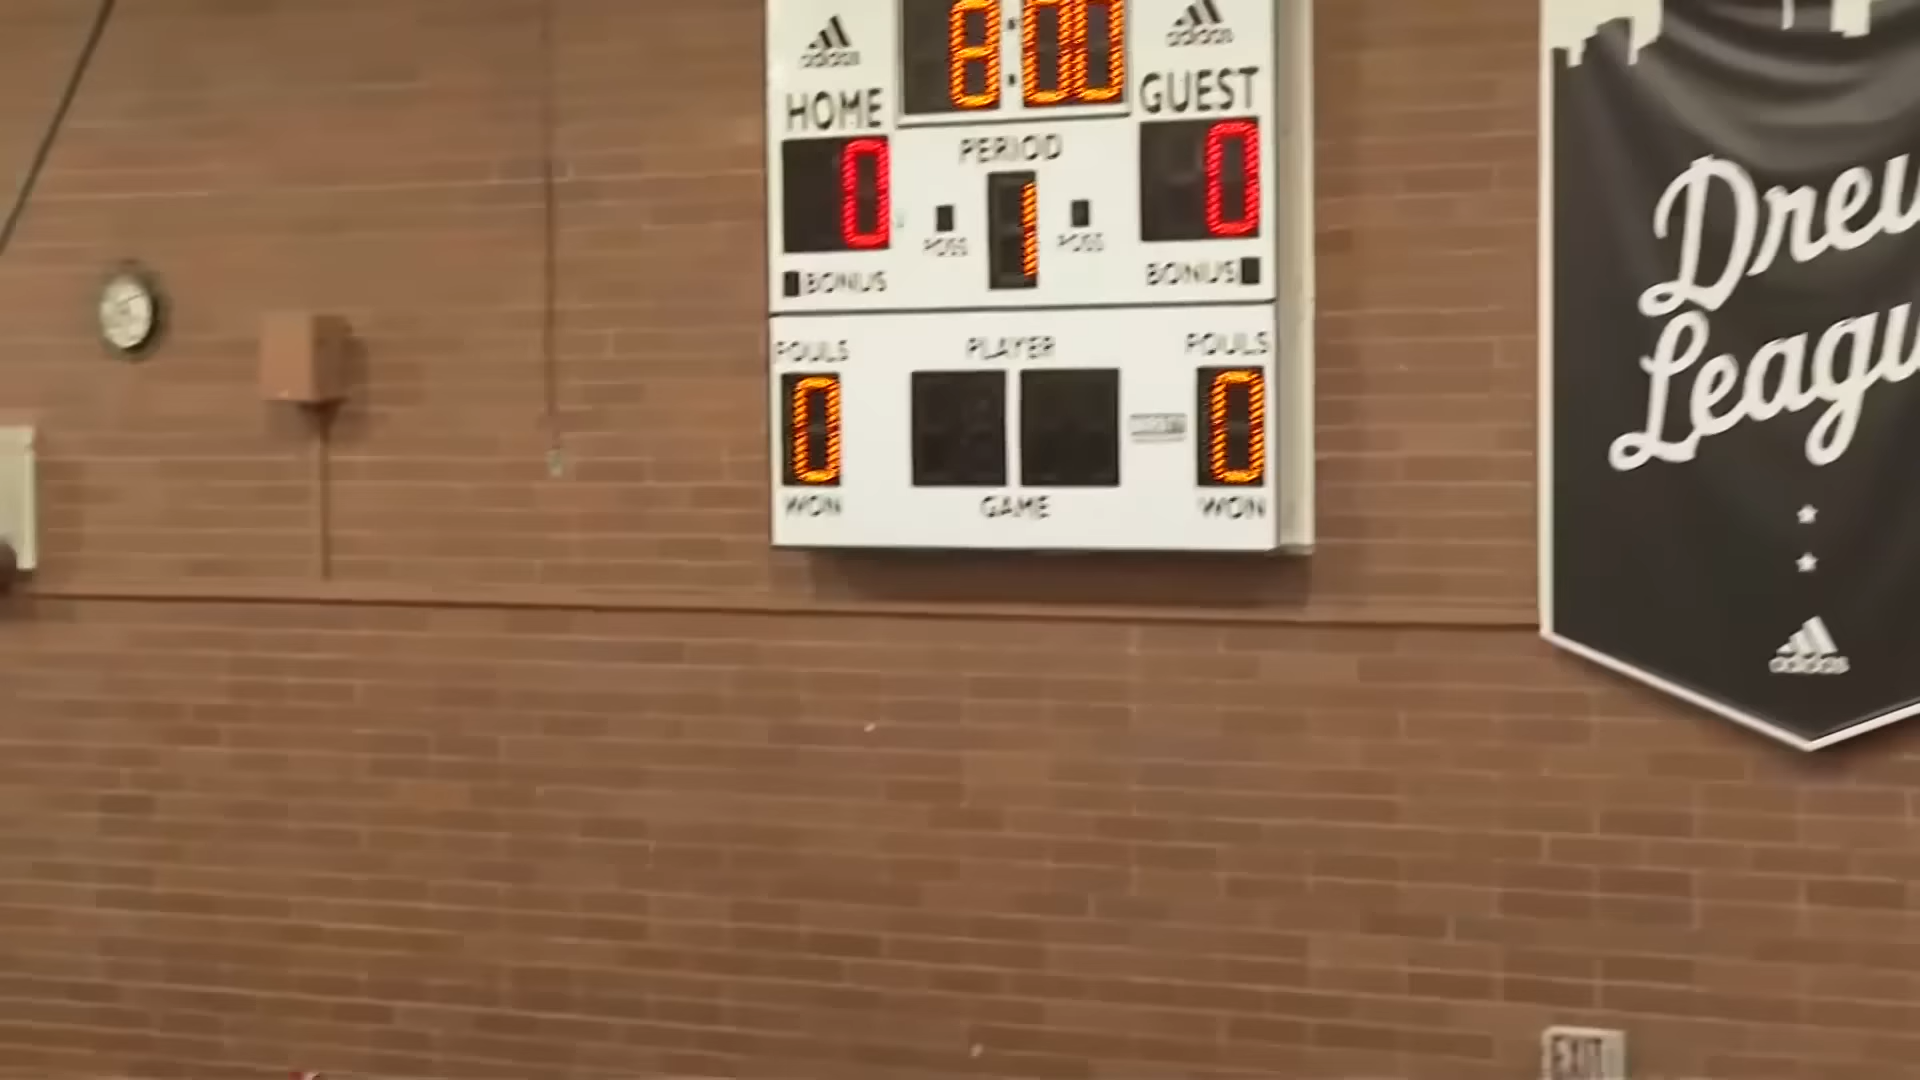 8:00
adidas
adidas
HOME
GUEST
0
PERIOD
0
1
POSS
POSS
BONUS
BONUS
FOULS
PLAYER
FOULS
0
0
WON
GAME
WON
Drew
League
adidas
EXIT